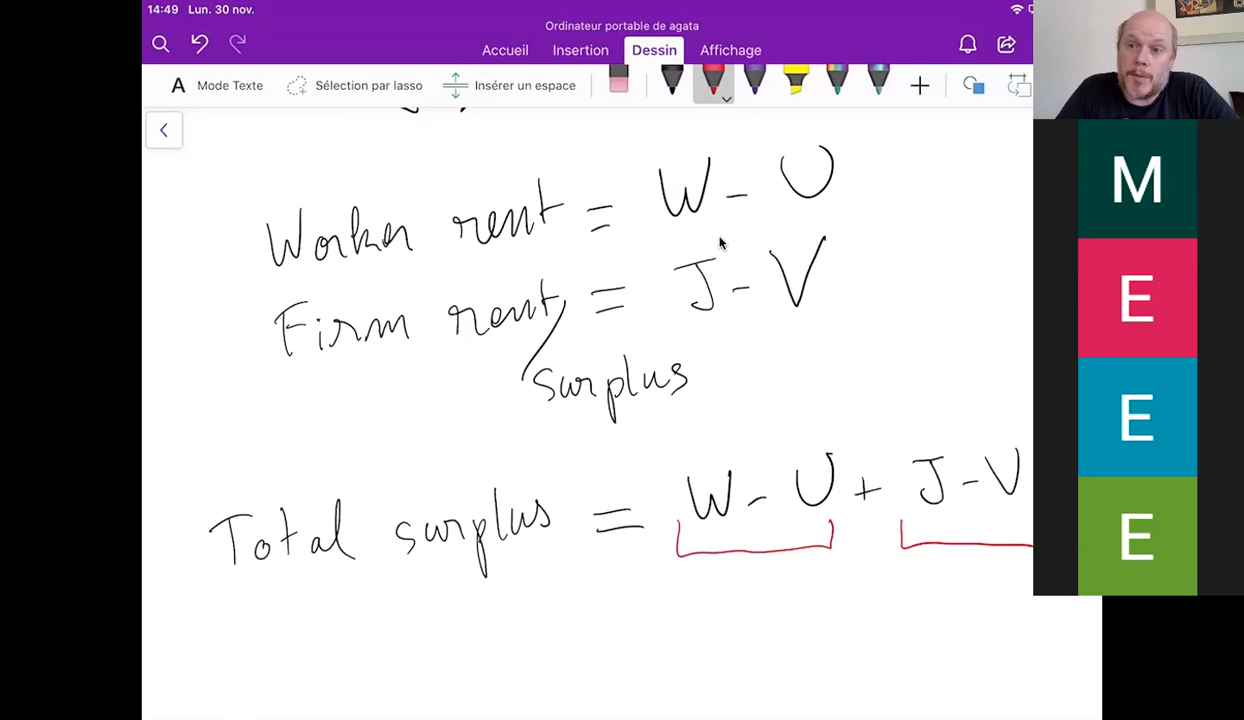 14:49 Lun. 30 nov.
Ordinateur portable de agata
Accueil Insertion Dessin Affichage
A Mode Texte Sélection par lasso Insérer un espace
Worker rent = W - U
Firm rent = J - V
surplus
Total surplus = W - U + J - V
M
E
E
E